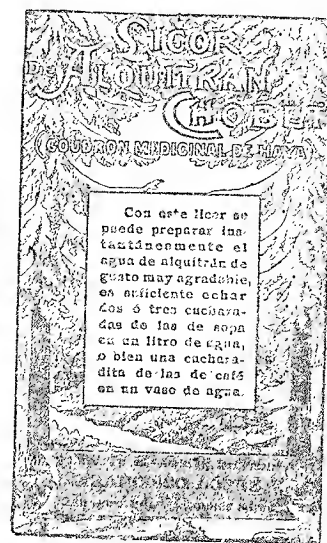 LICOR
DE ALQUITRAN
CHOBET
(GOUDRON MEDICINAL DE HAYA)
Con este licor se
puede preparar ins-
tantáneamente el
agua de alquitrán de
gusto muy agradable,
es suficiente echar
dos ó tres cuchara-
das de las de sopa
en un litro de agua,
o bien una cuchara-
dita de las de café
en un vaso de agua.